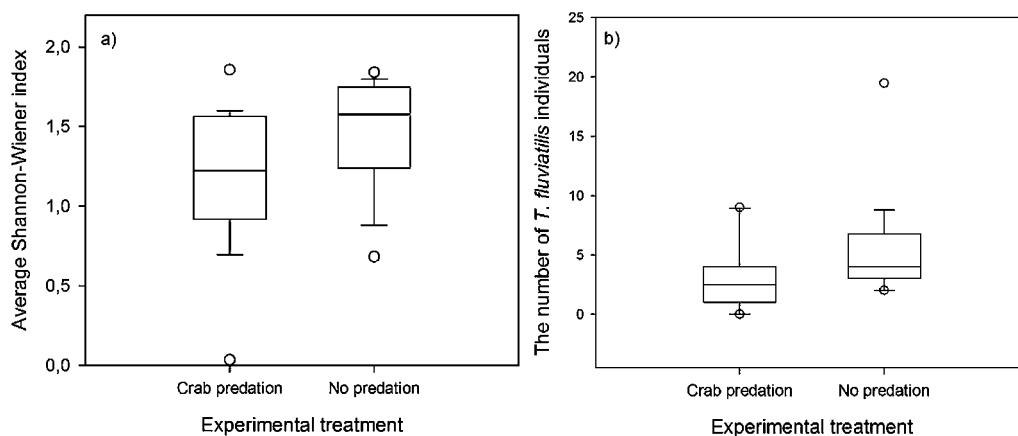 a)
Average Shannon-Wiener index
2,0
1,5
1,0
0,5
0,0
Crab predation
No predation
Experimental treatment
b)
The number of T. fluviatilis individuals
25
20
15
10
5
0
Crab predation
No predation
Experimental treatment